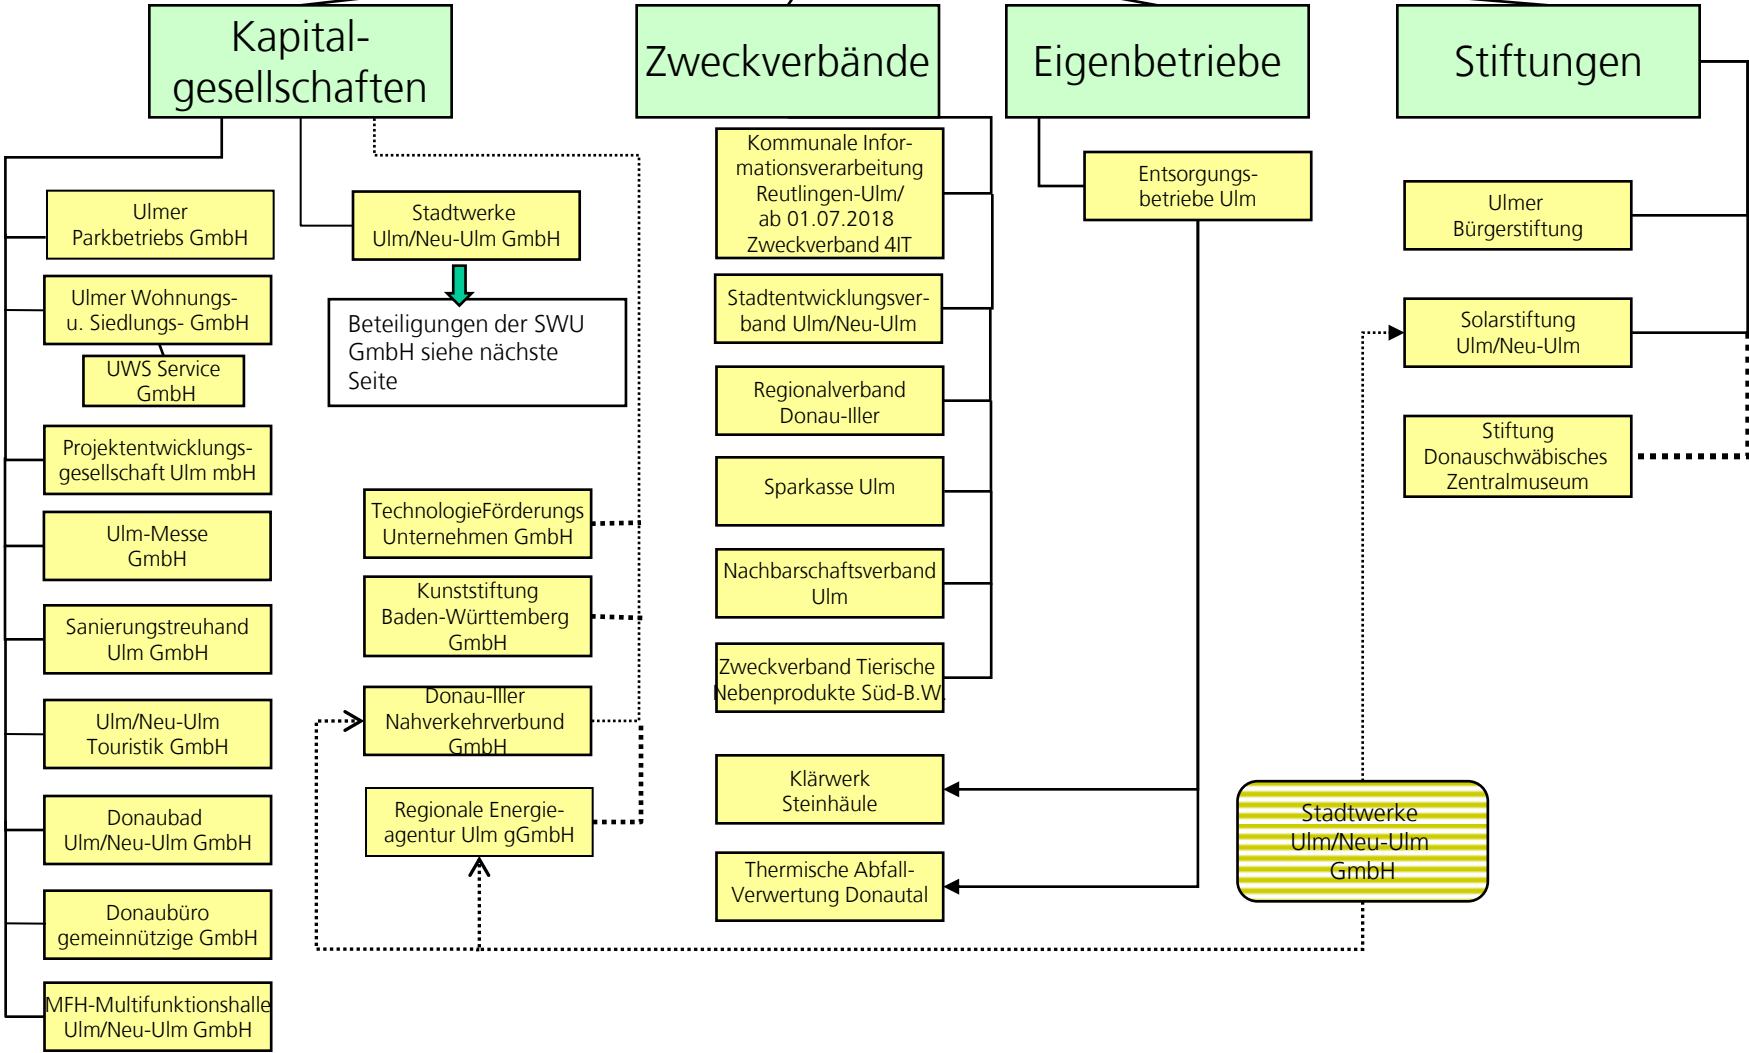 Kapital-
gesellschaften
Ulmer
Parkbetriebs GmbH
Ulmer Wohnungs-
u. Siedlungs- GmbH
UWS Service
GmbH
Projektentwicklungs-
gesellschaft Ulm mbH
Ulm-Messe
GmbH
Sanierungstreuhand
Ulm GmbH
Ulm/Neu-Ulm
Touristik GmbH
Donaubad
Ulm/Neu-Ulm GmbH
Donaubüro
gemeinnützige GmbH
MFH-Multifunktionshalle
Ulm/Neu-Ulm GmbH
Stadtwerke
Ulm/Neu-Ulm GmbH
Beteiligungen der SWU
GmbH siehe nächste
Seite
TechnologieFörderungs
Unternehmen GmbH
Kunststiftung
Baden-Württemberg
GmbH
Donau-Iller
Nahverkehrverbund
GmbH
Regionale Energie-
agentur Ulm gGmbH
Zweckverbände
Kommunale Infor-
mationsverarbeitung
Reutlingen-Ulm/
ab 01.07.2018
Zweckverband 4IT
Stadtentwicklungsver-
band Ulm/Neu-Ulm
Regionalverband
Donau-Iller
Sparkasse Ulm
Nachbarschaftsverband
Ulm
Zweckverband Tierische
Nebenprodukte Süd-B.W.
Klärwerk
Steinhäule
Thermische Abfall-
Verwertung Donautal
Eigenbetriebe
Entsorgungs-
betriebe Ulm
Stiftungen
Ulmer
Bürgerstiftung
Solarstiftung
Ulm/Neu-Ulm
Stiftung
Donauschwäbisches
Zentralmuseum
Stadtwerke
Ulm/Neu-Ulm
GmbH